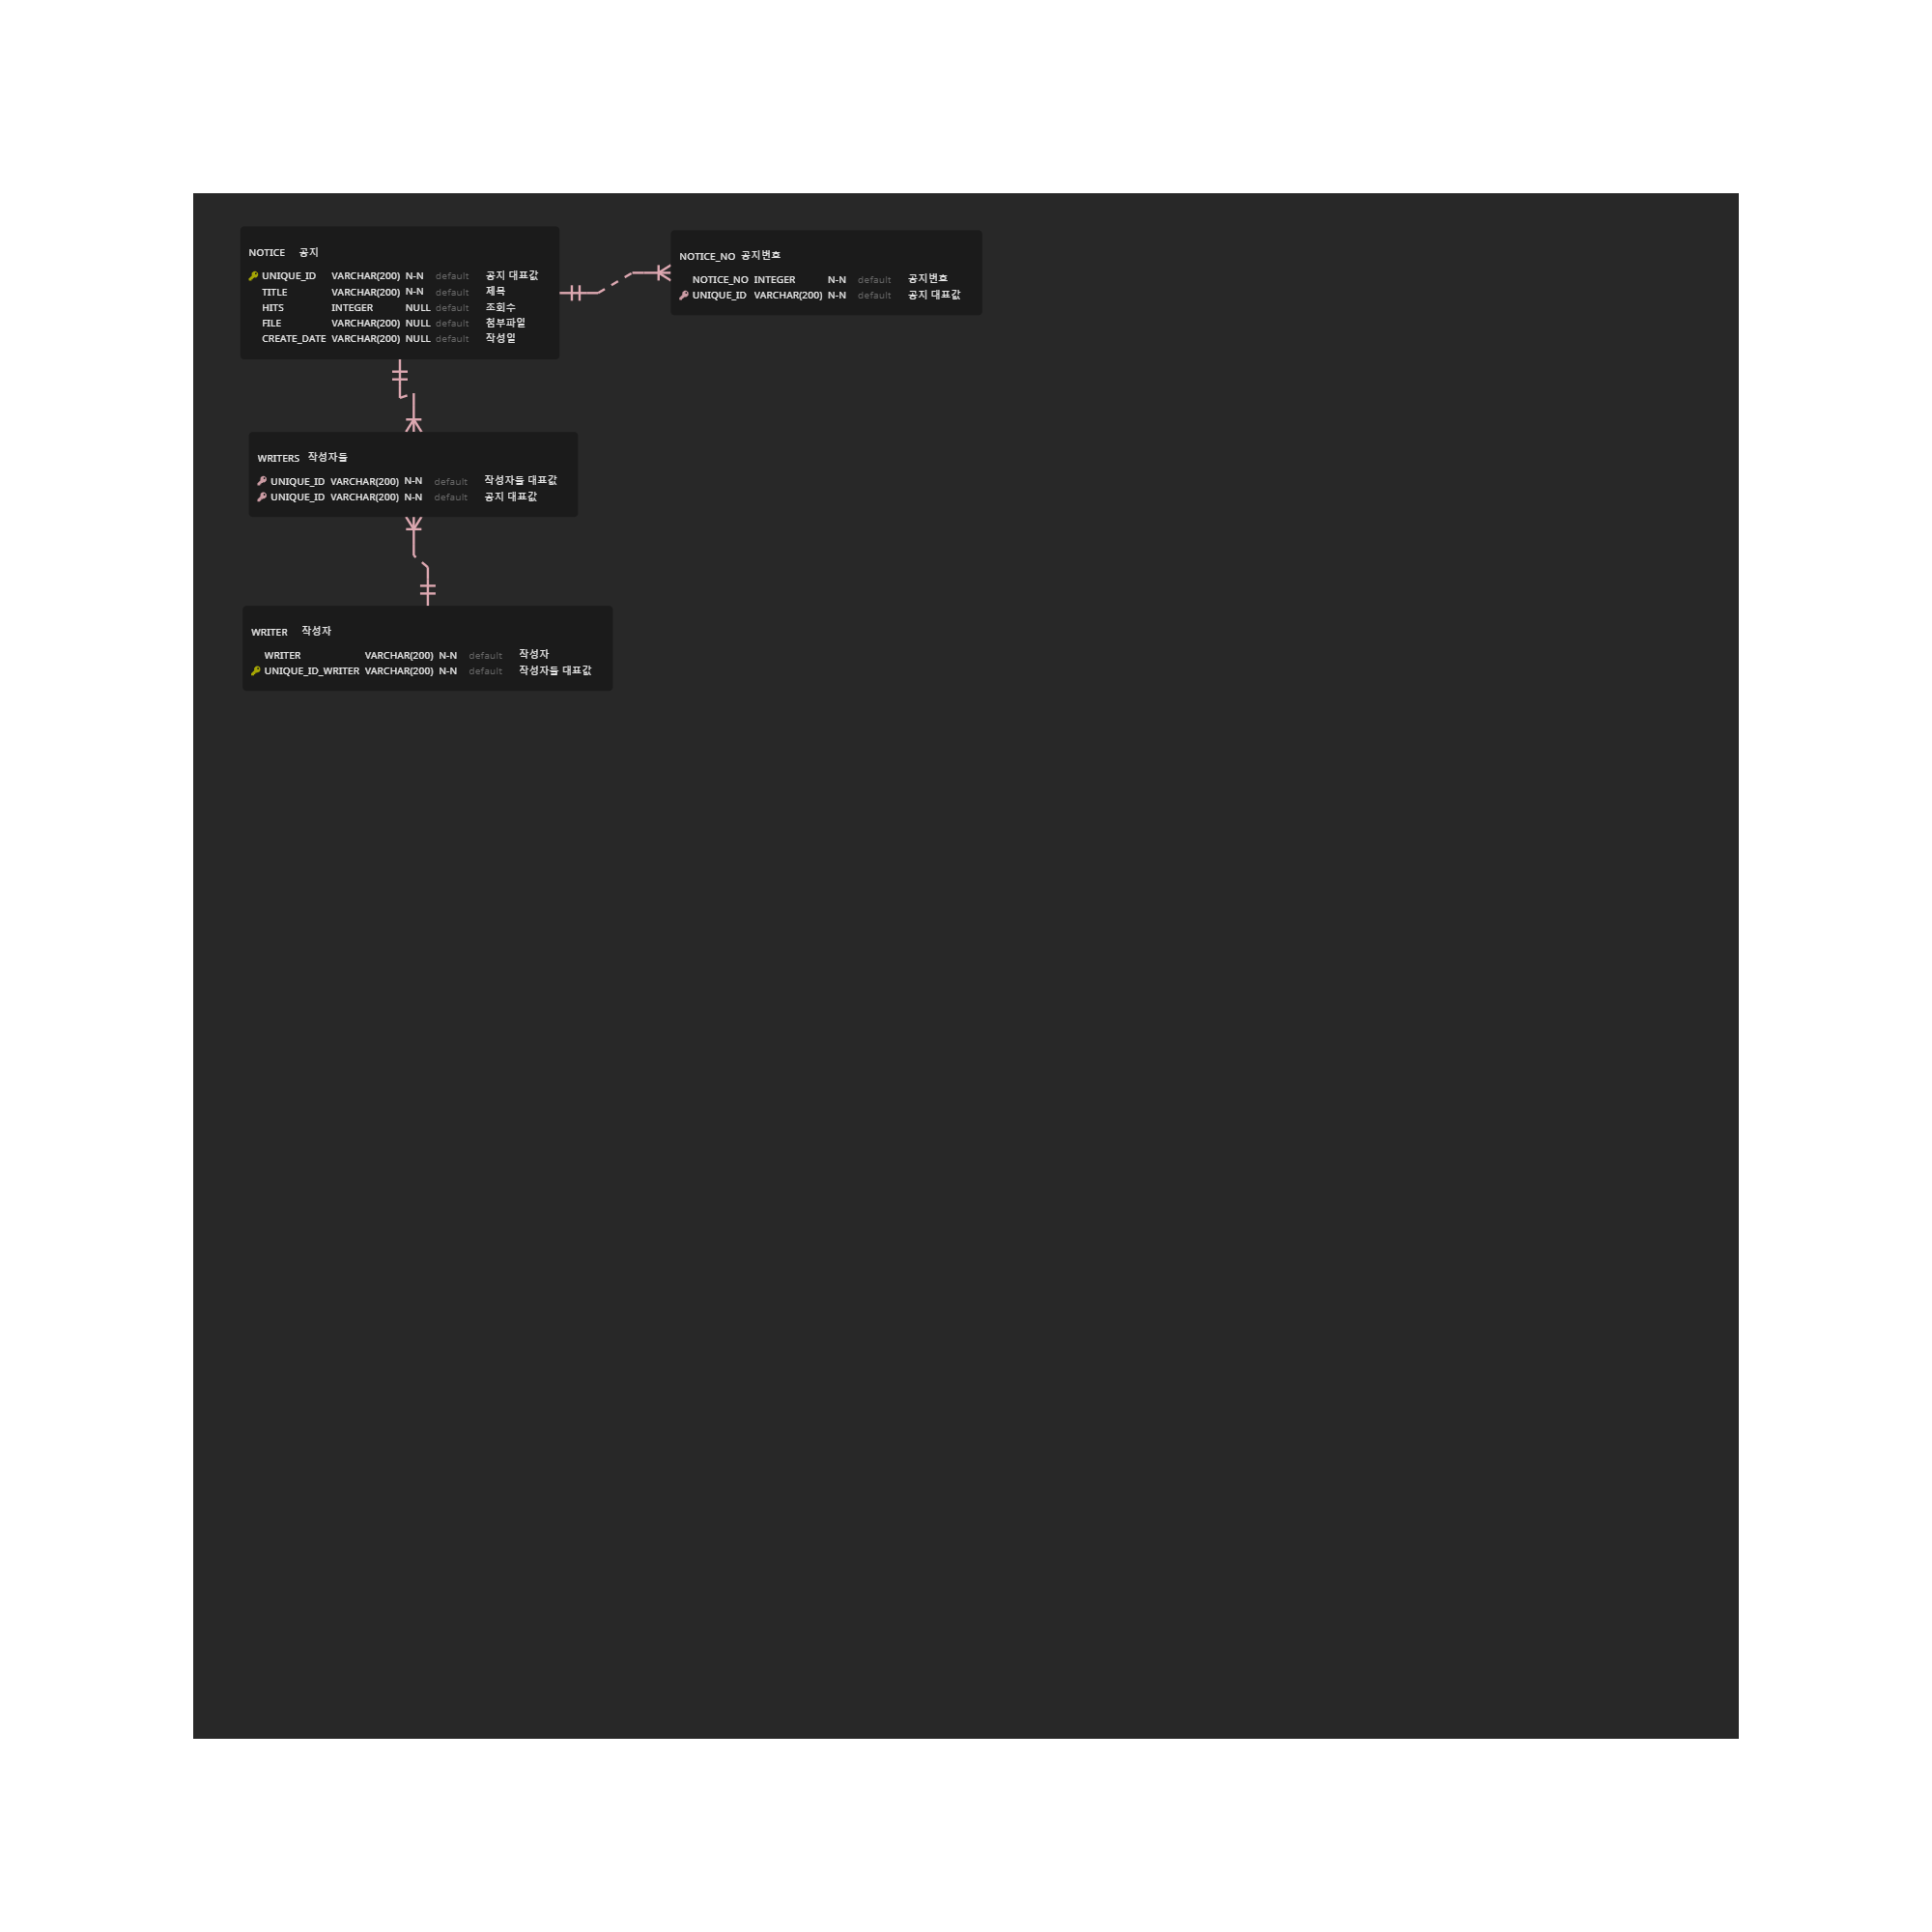 NOTICE 공지
UNIQUE_ID VARCHAR(200) N-N default 공지 대표값
TITLE VARCHAR(200) N-N default 제목
HITS INTEGER NULL default 조회수
FILE VARCHAR(200) NULL default 첨부파일
CREATE_DATE VARCHAR(200) NULL default 작성일
NOTICE_NO 공지번호
NOTICE_NO INTEGER N-N default 공지번호
UNIQUE_ID VARCHAR(200) N-N default 공지 대표값
WRITERS 작성자들
UNIQUE_ID VARCHAR(200) N-N default 작성자들 대표값
UNIQUE_ID VARCHAR(200) N-N default 공지 대표값
WRITER 작성자
WRITER VARCHAR(200) N-N default 작성자
UNIQUE_ID_WRITER VARCHAR(200) N-N default 작성자들 대표값